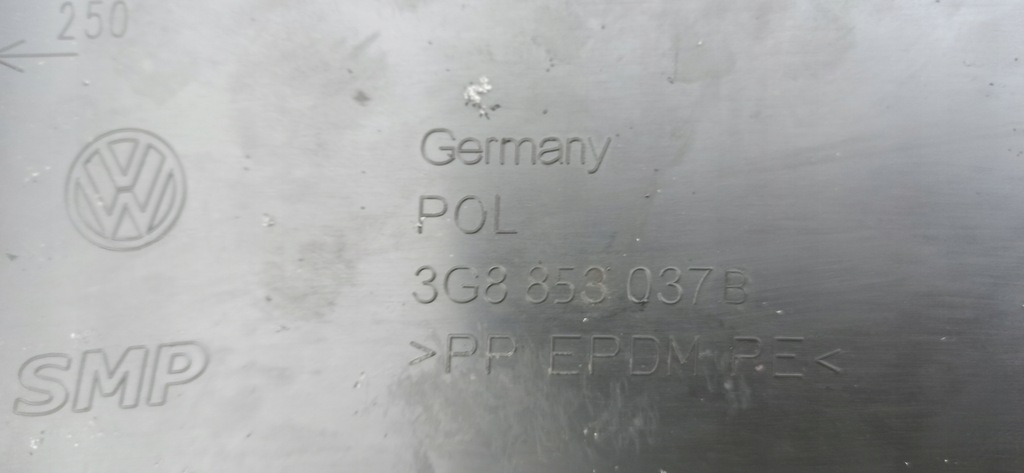 250
Germany
POL
3G8 853 037 B
SMP
>PP EPDM PE<